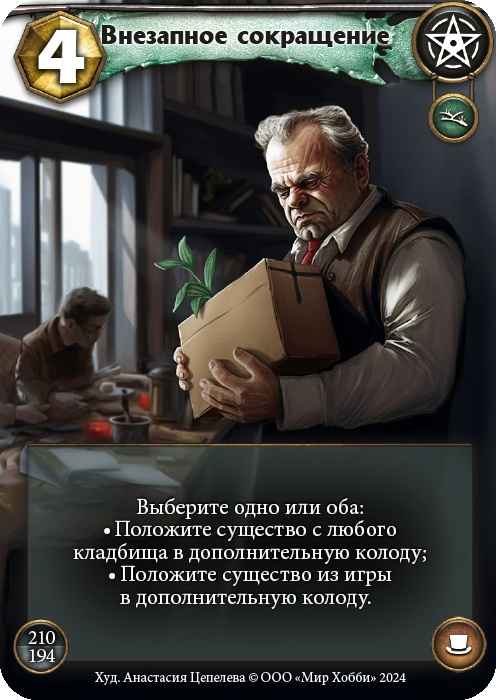 4
Внезапное сокращение
Выберите одно или оба:
• Положите существо с любого
кладбища в дополнительную колоду;
• Положите существо из игры
в дополнительную колоду.
210
194
Худ. Анастасия Цепелева © ООО «Мир Хобби» 2024